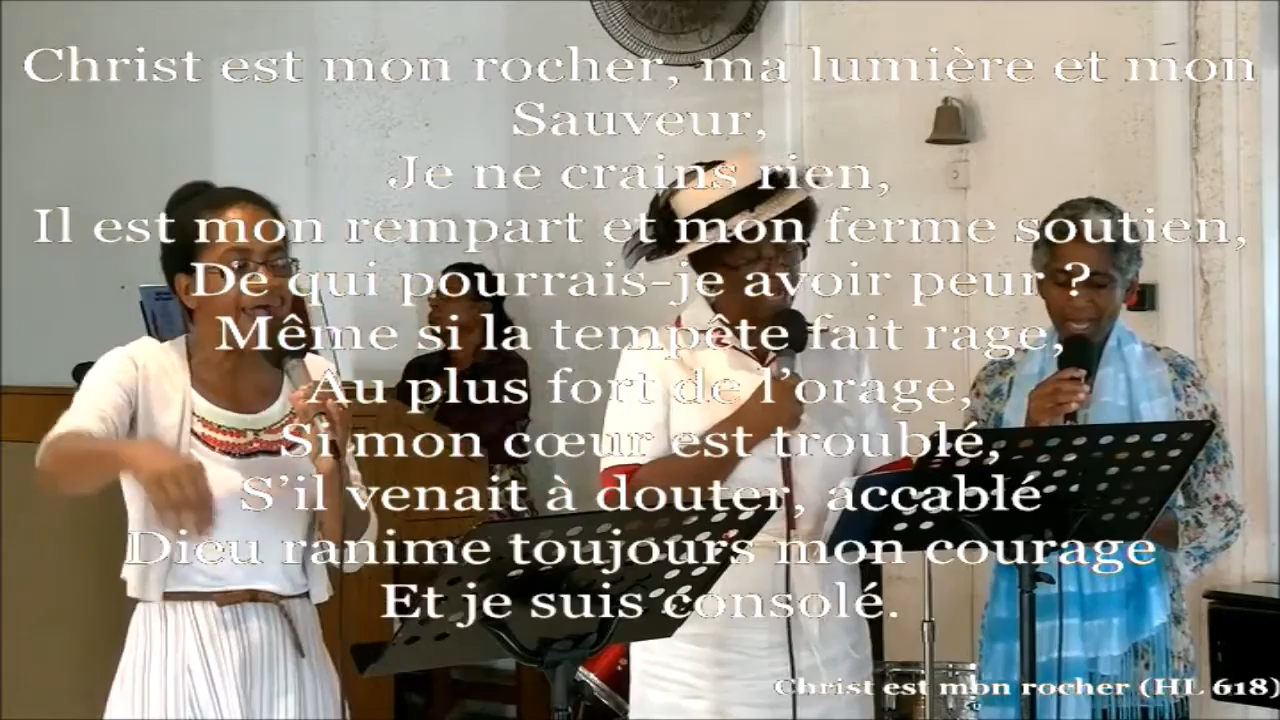 Christ est mon rocher, ma lumière et mon
Sauveur,
Je ne crains rien,
Il est mon rempart et mon ferme soutien,
De qui pourrais-je avoir peur ?
Même si la tempête fait rage,
Au plus fort de l’orage,
Si mon cœur est troublé,
S’il venait à douter, accablé
Dieu ranime toujours mon courage
Et je suis consolé.
Christ est mon rocher (HL 618)